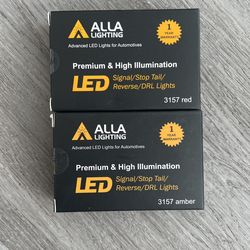 ALLA
LIGHTING
Advanced LED Lights for Automotives
1
YEAR
WARRANTY
Premium & High Illumination
LED
Signal/Stop Tail/
Reverse/DRL Lights
3157 red
ALLA
LIGHTING
Advanced LED Lights for Automotives
1
YEAR
WARRANTY
Premium & High Illumination
LED
Signal/Stop Tail/
Reverse/DRL Lights
3157 amber